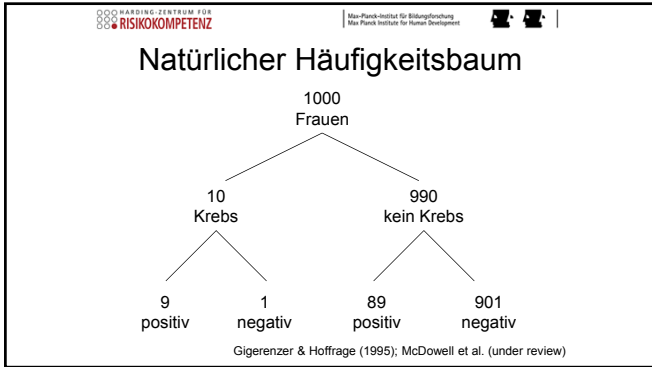 HARDING-ZENTRUM FÜR
RISIKOKOMPETENZ
Max-Planck-Institut für Bildungsforschung
Max Planck Institute for Human Development
Natürlicher Häufigkeitsbaum
1000
Frauen
10
Krebs
990
kein Krebs
9
positiv
1
negativ
89
positiv
901
negativ
Gigerenzer & Hoffrage (1995); McDowell et al. (under review)